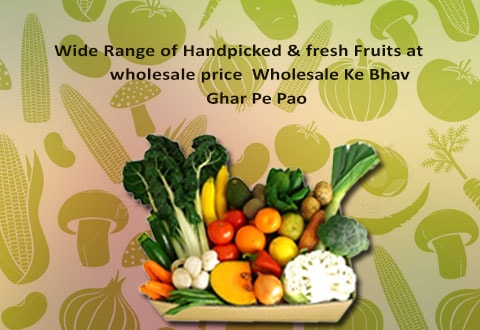 Wide Range of Handpicked & fresh Fruits at
wholesale price Wholesale Ke Bhav
Ghar Pe Pao